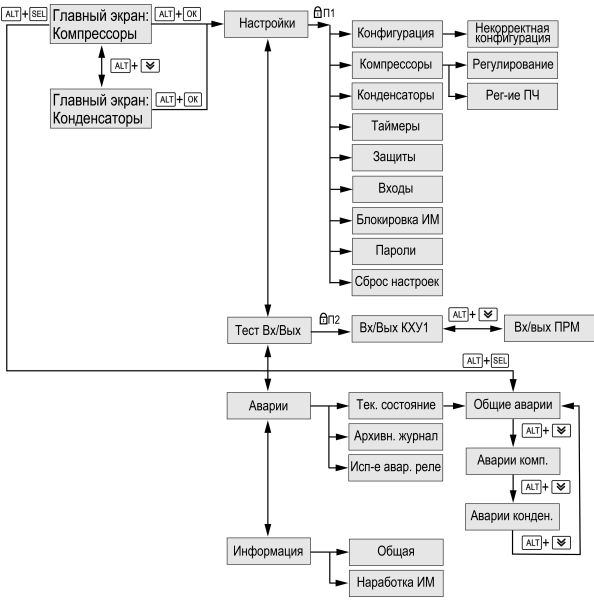 ALT + SEL
Главный экран:
Компрессоры
ALT + OK
Настройки
П1
Конфигурация
Некорректная
конфигурация
ALT +
Компрессоры
Регулирование
Главный экран:
Конденсаторы
ALT + OK
Конденсаторы
Рег-ие ПЧ
Таймеры
Защиты
Входы
Блокировка ИМ
Пароли
Сброс настроек
Тест Вх/Вых
П2
Вх/Вых КХУ1
ALT +
Вх/вых ПРМ
ALT + SEL
Аварии
Тек. состояние
Общие аварии
ALT +
Архивн. журнал
Аварии комп.
Исп-е авар. реле
ALT +
Аварии конден.
ALT +
Информация
Общая
Наработка ИМ